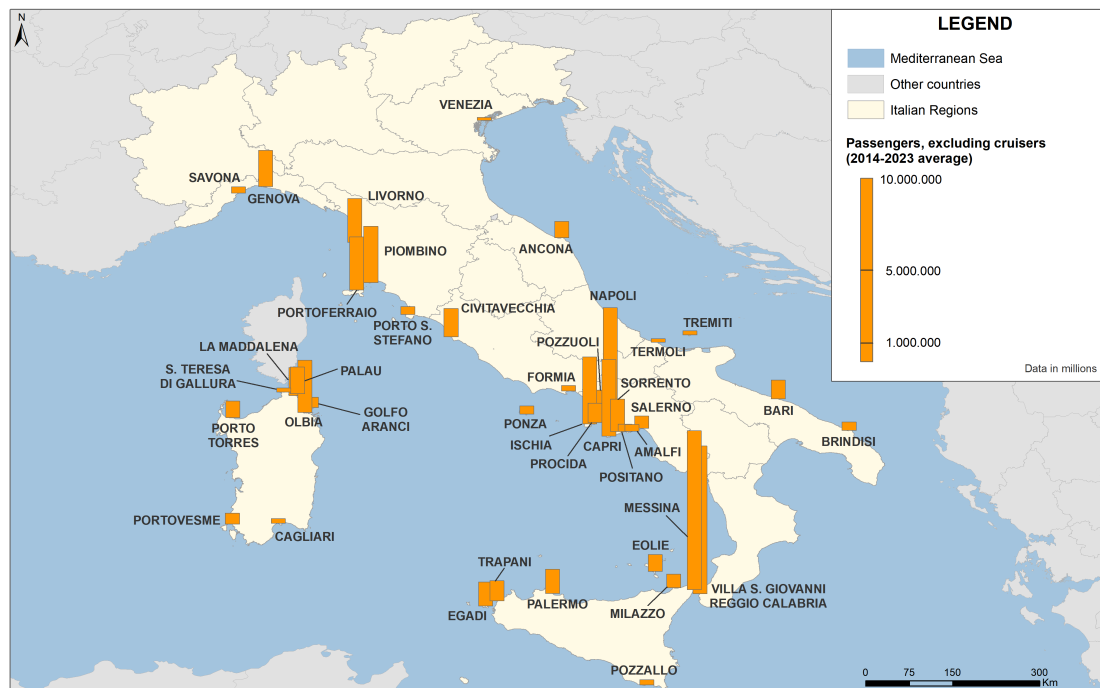 N
LEGEND
Mediterranean Sea
Other countries
Italian Regions
Passengers, excluding cruisers
(2014-2023 average)
10.000.000
5.000.000
1.000.000
Data in millions
VENEZIA
SAVONA
GENOVA
LIVORNO
PIOMBINO
ANCONA
PORTOFERRAIO
PORTO S.
STEFANO
CIVITAVECCHIA
NAPOLI
TREMITI
TERMOLI
POZZUOLI
LA MADDALENA
S. TERESA
DI GALLURA
PALAU
FORMIA
SORRENTO
SALERNO
BARI
BRINDISI
GOLFO
ARANCI
OLBIA
PORTO
TORRES
PONZA
ISCHIA
PROCIDA
CAPRI
AMALFI
POSITANO
MESSINA
PORTOVESME
CAGLIARI
EOLIE
TRAPANI
EGADI
PALERMO
MILAZZO
VILLA S. GIOVANNI
REGGIO CALABRIA
POZZALLO
0 75 150 300
Km